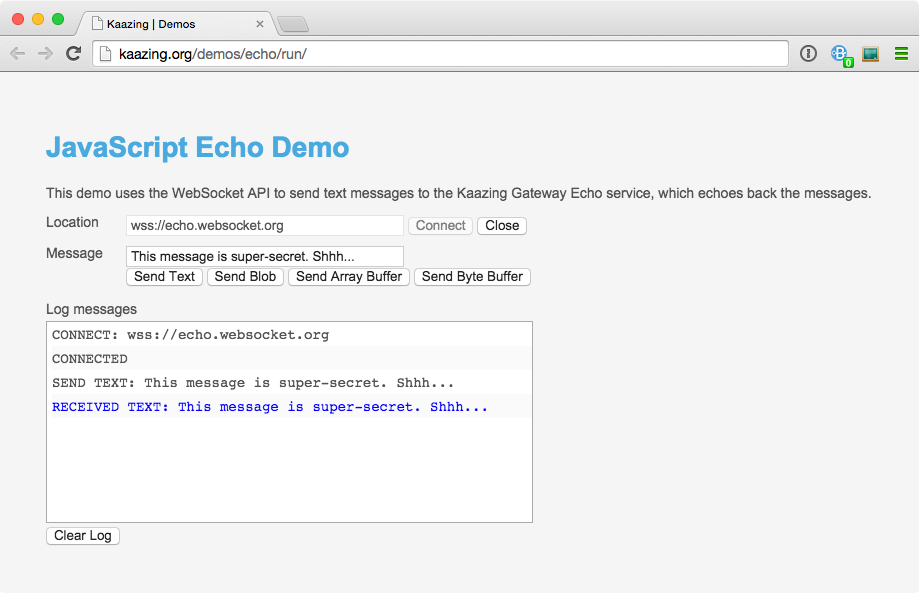 Kaazing | Demos
kaazing.org/demos/echo/run/
0
JavaScript Echo Demo
This demo uses the WebSocket API to send text messages to the Kaazing Gateway Echo service, which echoes back the messages.
Location wss://echo.websocket.org Connect Close
Message This message is super-secret. Shhh...
Send Text Send Blob Send Array Buffer Send Byte Buffer
Log messages
CONNECT: wss://echo.websocket.org
CONNECTED
SEND TEXT: This message is super-secret. Shhh...
RECEIVED TEXT: This message is super-secret. Shhh...
Clear Log